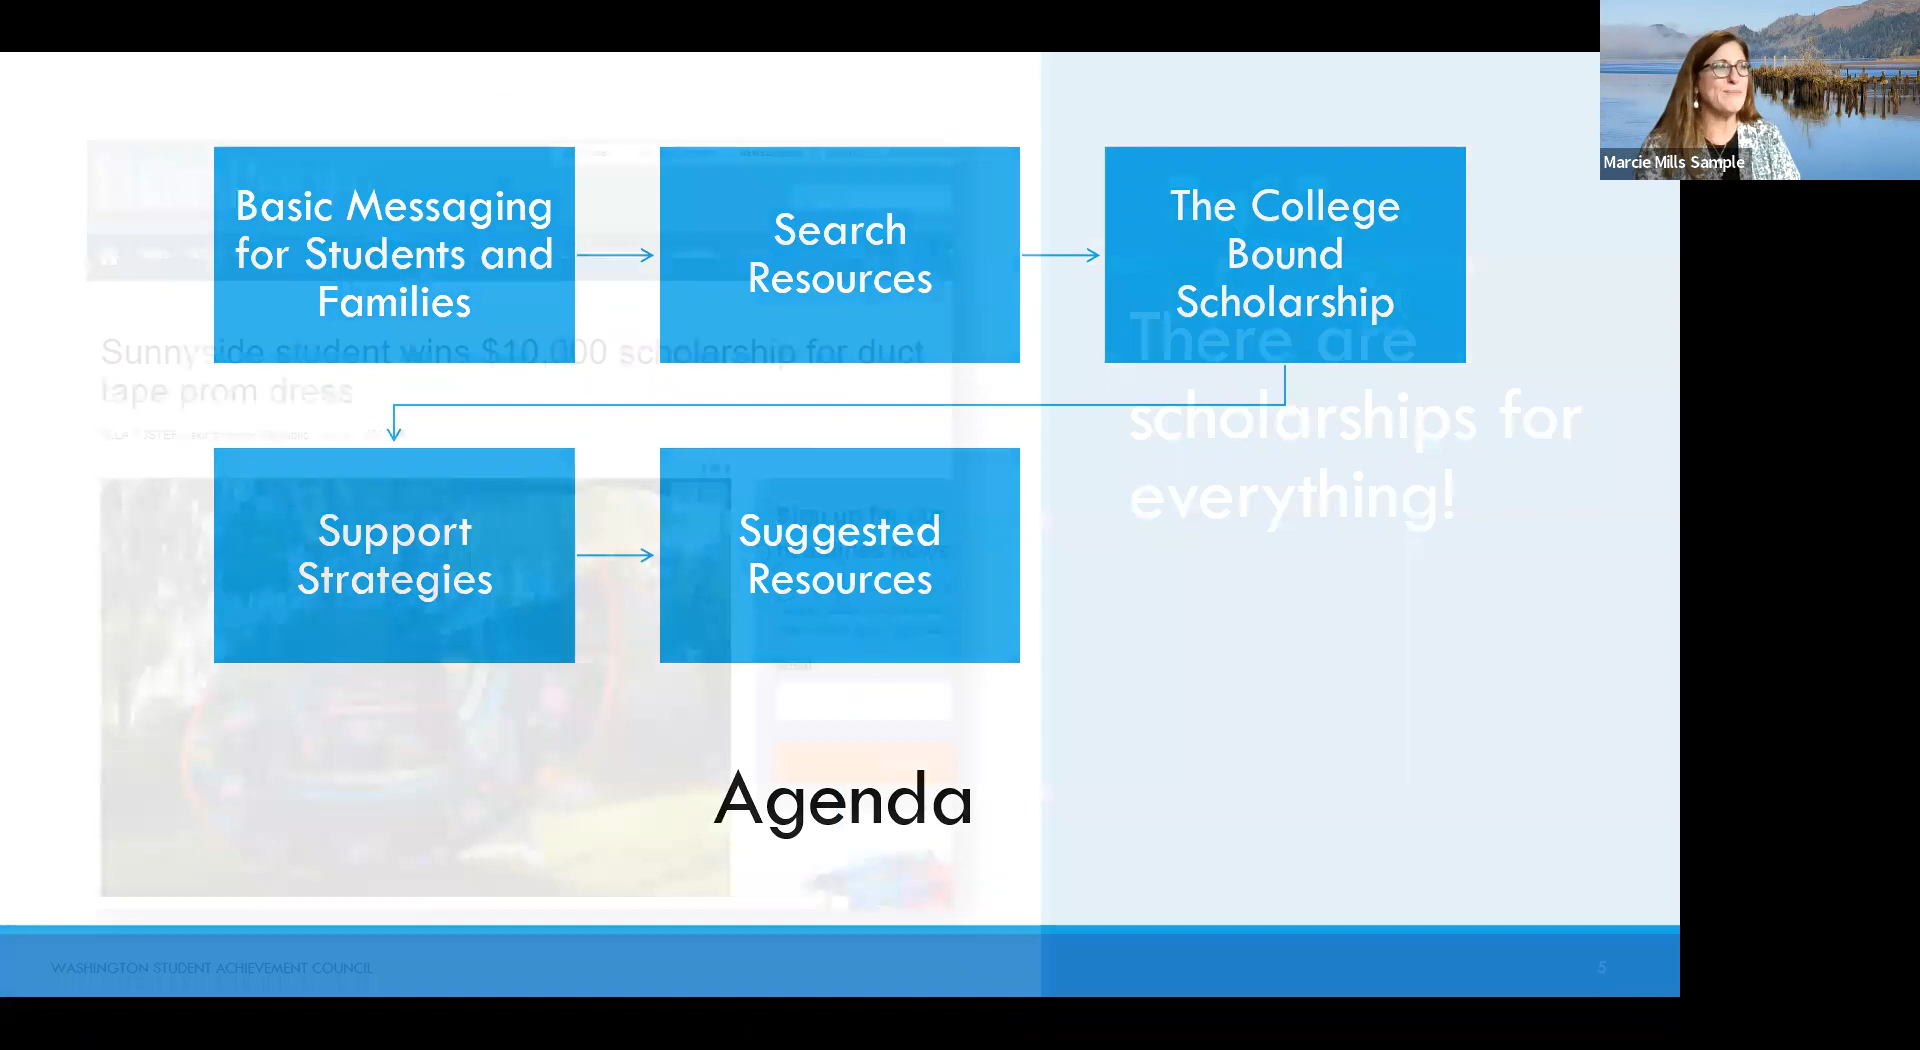 Marcie Mills Sample
Basic Messaging
for Students and
Families
Search
Resources
The College
Bound
Scholarship
Sunnyside student wins $10,000 scholarship for duct
tape prom dress
There are
scholarships for
everything!
Support
Strategies
Suggested
Resources
Agenda
WASHINGTON STUDENT ACHIEVEMENT COUNCIL
5